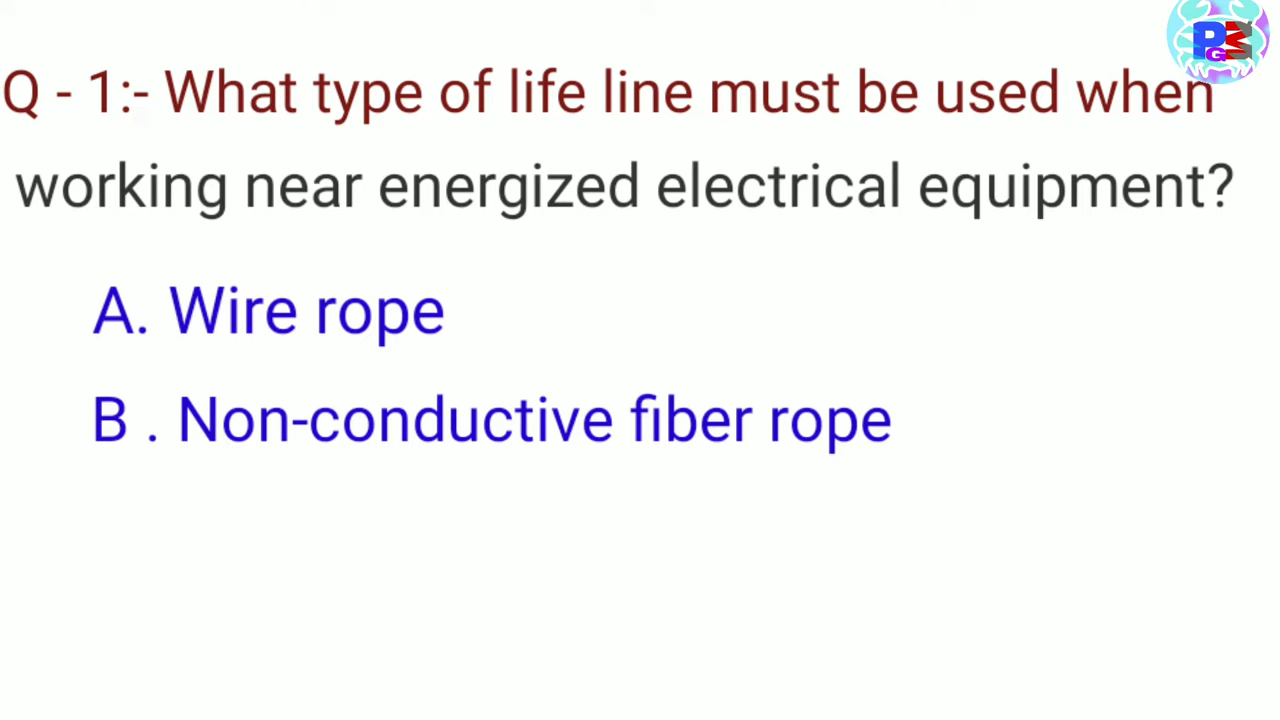 Q - 1:- What type of life line must be used when
working near energized electrical equipment?
A. Wire rope
B . Non-conductive fiber rope
PGM